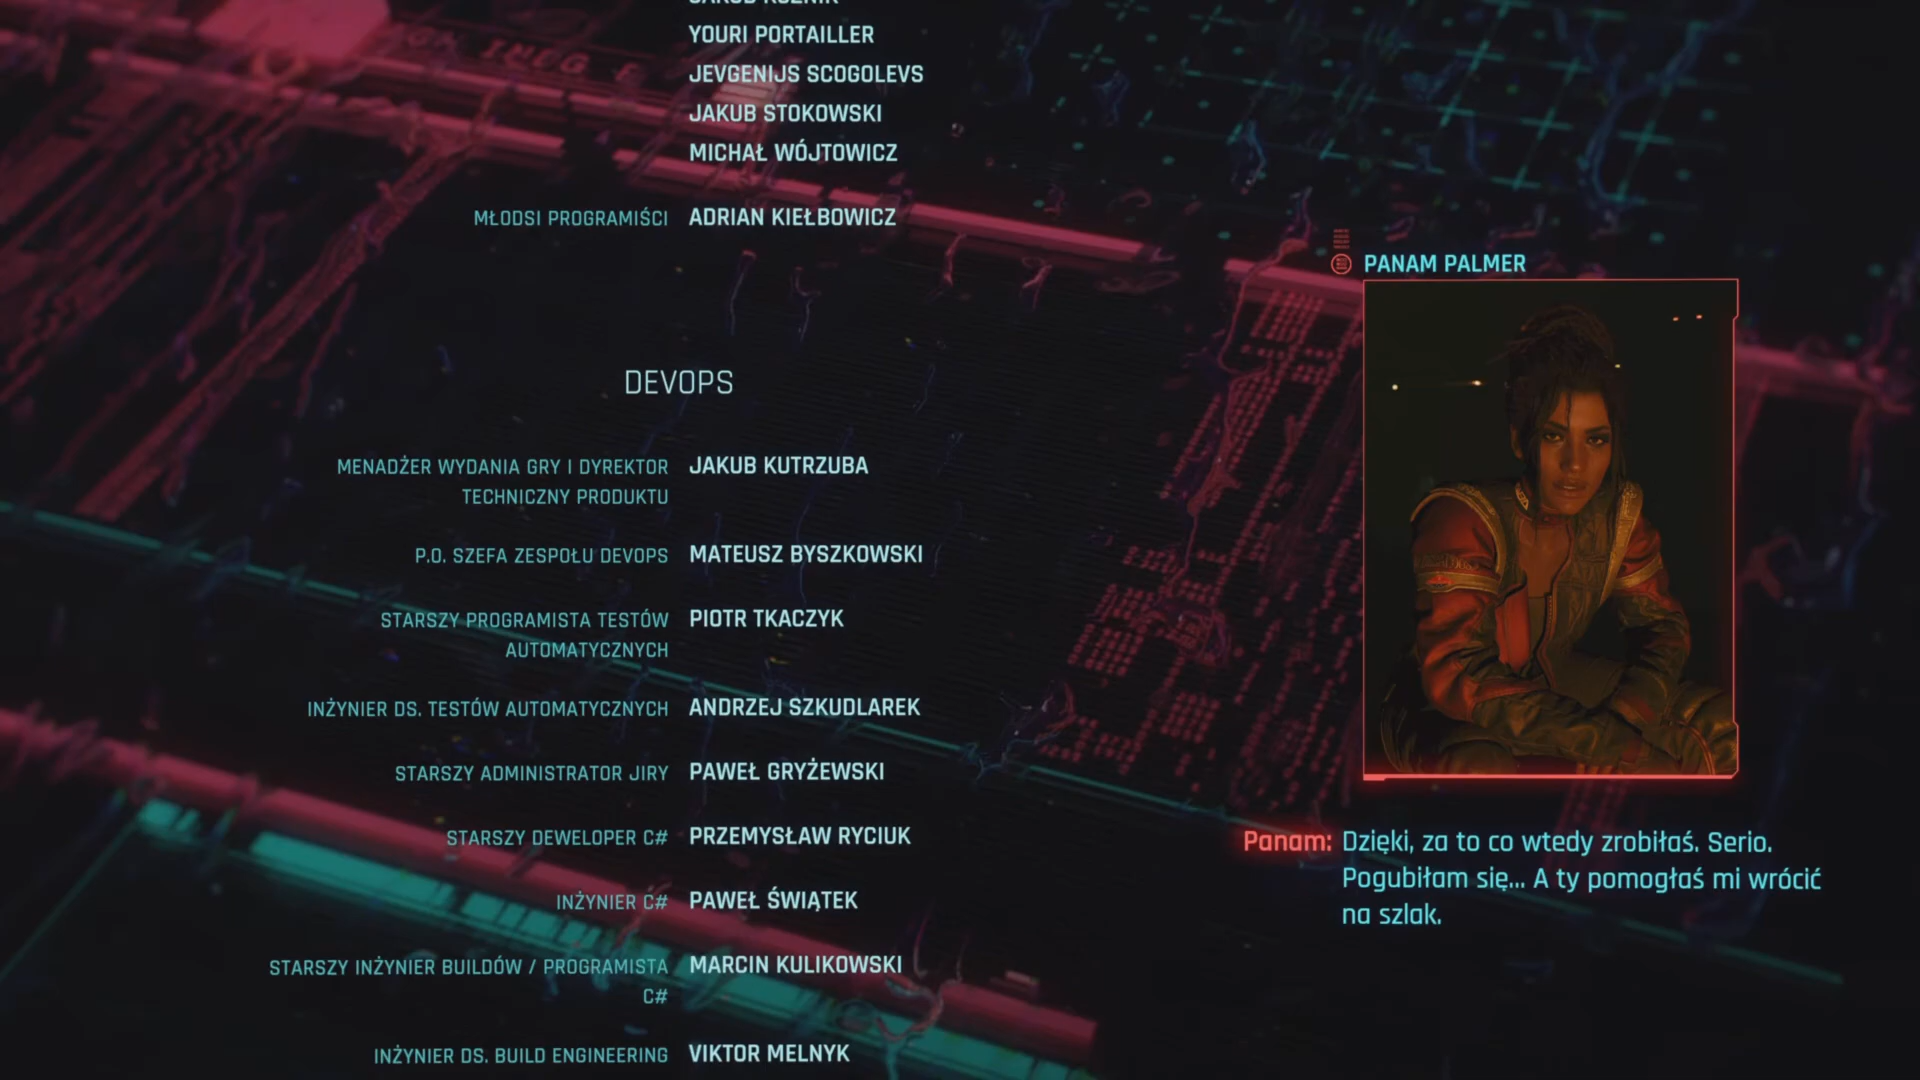 YOURI PORTAILLER
JEVGENIJS SCOGOLEVS
JAKUB STOKOWSKI
MICHAŁ WÓJTOWICZ
MŁODSI PROGRAMIŚCI ADRIAN KIEŁBOWICZ
DEVOPS
MENADŻER WYDANIA GRY I DYREKTOR JAKUB KUTRZUBA
TECHNICZNY PRODUKTU
P.O. SZEFA ZESPOŁU DEVOPS MATEUSZ BYSZKOWSKI
STARSZY PROGRAMISTA TESTÓW PIOTR TKACZYK
AUTOMATYCZNYCH
INŻYNIER DS. TESTÓW AUTOMATYCZNYCH ANDRZEJ SZKUDLAREK
STARSZY ADMINISTRATOR JIRY PAWEŁ GRYŻEWSKI
STARSZY DEWELOPER C# PRZEMYSŁAW RYCIUK
INŻYNIER C# PAWEŁ ŚWIĄTEK
STARSZY INŻYNIER BUILDÓW / PROGRAMISTA MARCIN KULIKOWSKI
C#
INŻYNIER DS. BUILD ENGINEERING VIKTOR MELNYK
PANAM PALMER
Panam: Dzięki, za to co wtedy zrobiłaś. Serio.
Pogubiłam się... A ty pomogłaś mi wrócić
na szlak.